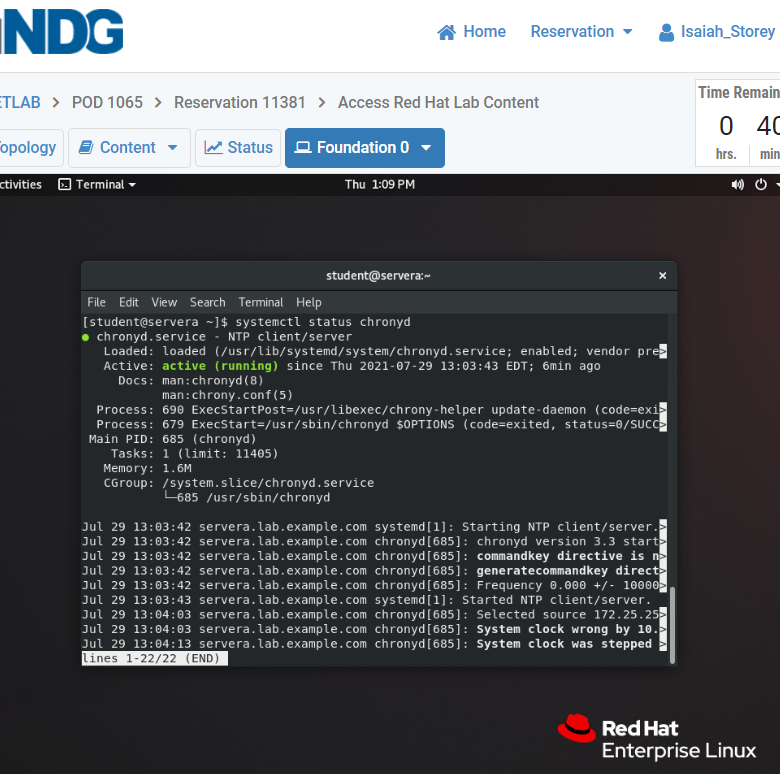 NDG
Home
Reservation
Isaiah_Storey
ETLAB > POD 1065 > Reservation 11381 > Access Red Hat Lab Content
Time Remain
0
40
hrs.
min
opology
Content
Status
Foundation 0
ctivities
Terminal
Thu 1:09 PM
student@servera:~
×
File Edit View Search Terminal Help
[student@servera ~]$ systemctl status chronyd
● chronyd.service - NTP client/server
Loaded: loaded (/usr/lib/systemd/system/chronyd.service; enabled; vendor pre>
Active: active (running) since Thu 2021-07-29 13:03:43 EDT; 6min ago
Docs: man:chronyd(8)
man:chrony.conf(5)
Process: 690 ExecStartPost=/usr/libexec/chrony-helper update-daemon (code=exi>
Process: 679 ExecStart=/usr/sbin/chronyd $OPTIONS (code=exited, status=0/SUCC>
Main PID: 685 (chronyd)
Tasks: 1 (limit: 11405)
Memory: 1.6M
CGroup: /system.slice/chronyd.service
└─685 /usr/sbin/chronyd
Jul 29 13:03:42 servera.lab.example.com systemd[1]: Starting NTP client/server.>
Jul 29 13:03:42 servera.lab.example.com chronyd[685]: chronyd version 3.3 start>
Jul 29 13:03:42 servera.lab.example.com chronyd[685]: commandkey directive is n>
Jul 29 13:03:42 servera.lab.example.com chronyd[685]: generatecommandkey direct>
Jul 29 13:03:42 servera.lab.example.com chronyd[685]: Frequency 0.000 +/- 10000>
Jul 29 13:03:43 servera.lab.example.com systemd[1]: Started NTP client/server.
Jul 29 13:04:03 servera.lab.example.com chronyd[685]: Selected source 172.25.25>
Jul 29 13:04:03 servera.lab.example.com chronyd[685]: System clock wrong by 10.>
Jul 29 13:04:13 servera.lab.example.com chronyd[685]: System clock was stepped >
lines 1-22/22 (END)
Red Hat
Enterprise Linux